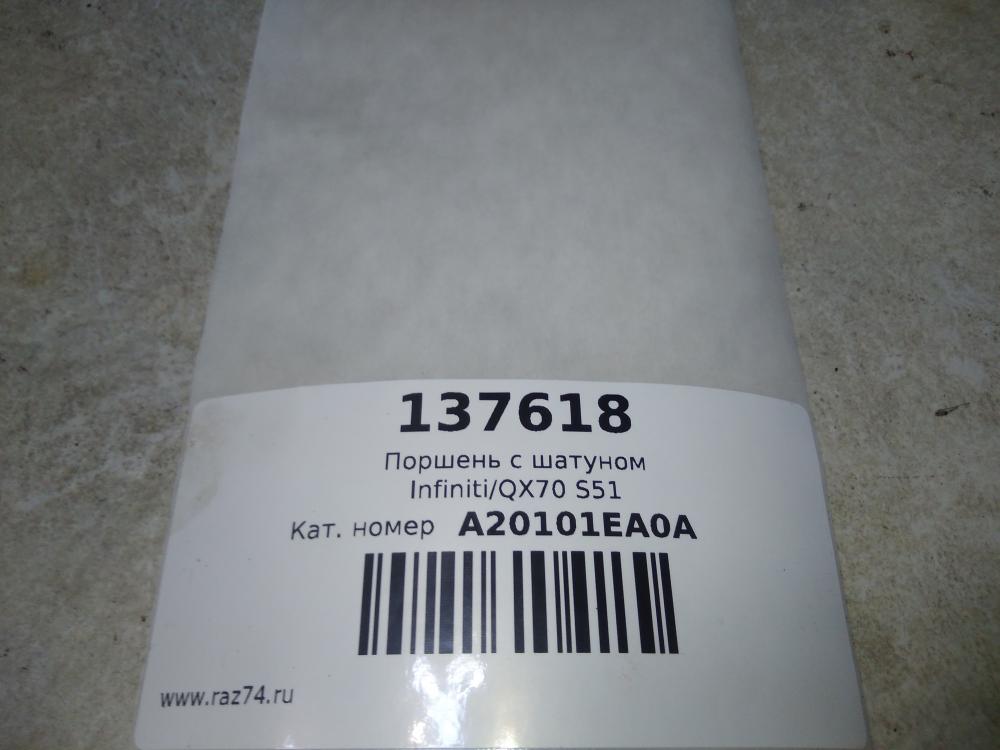 137618
Поршень с шатуном
Infiniti/QX70 S51
Кат. номер A20101EA0A
www.raz74.ru